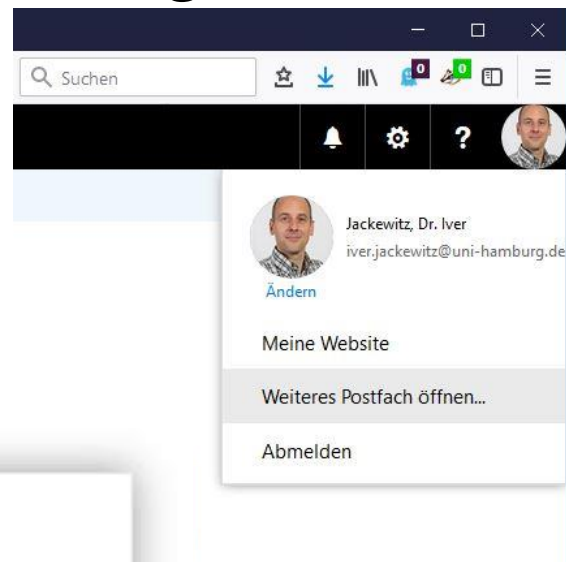 Suchen
0
0
?
Jackewitz, Dr. Iver
iver.jackewitz@uni-hamburg.de
Ändern
Meine Website
Weiteres Postfach öffnen...
Abmelden